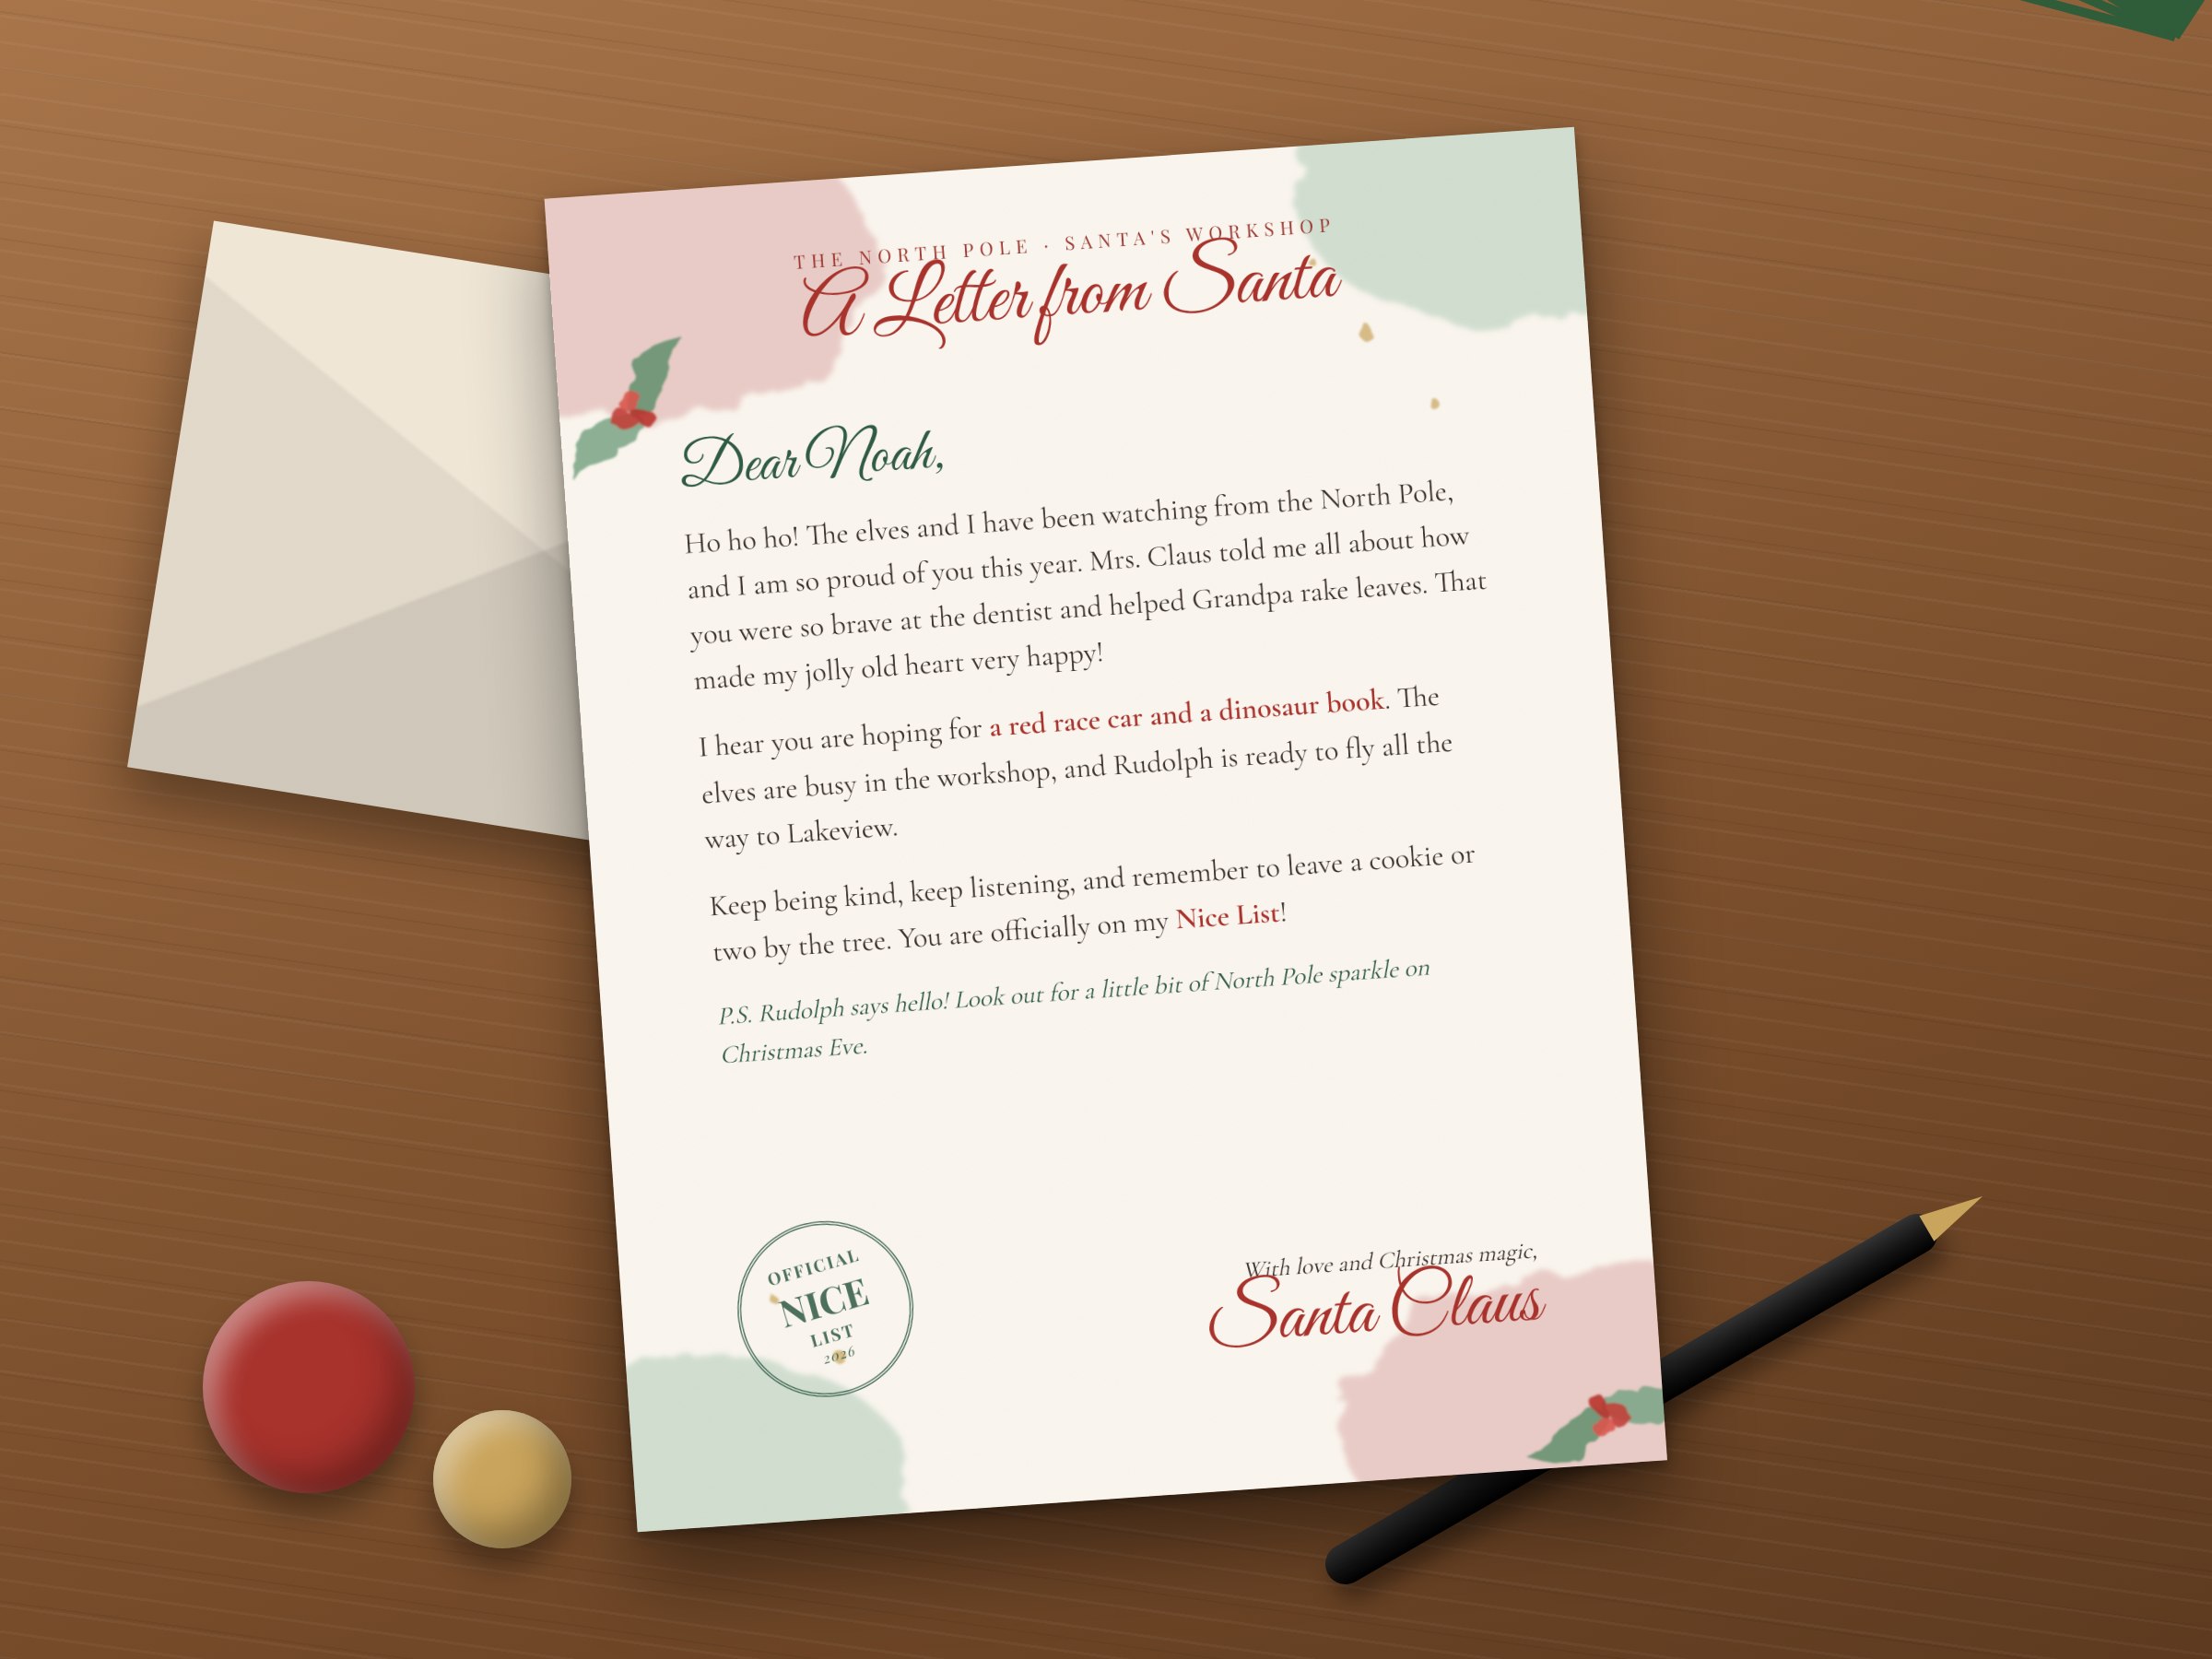 THE NORTH POLE · SANTA'S WORKSHOP
A Letter from Santa
Dear Noah,
Ho ho ho! The elves and I have been watching from the North Pole,
and I am so proud of you this year. Mrs. Claus told me all about how
you were so brave at the dentist and helped Grandpa rake leaves. That
made my jolly old heart very happy!
I hear you are hoping for a red race car and a dinosaur book. The
elves are busy in the workshop, and Rudolph is ready to fly all the
way to Lakeview.
Keep being kind, keep listening, and remember to leave a cookie or
two by the tree. You are officially on my Nice List!
P.S. Rudolph says hello! Look out for a little bit of North Pole sparkle on
Christmas Eve.
OFFICIAL
NICE
LIST
2026
With love and Christmas magic,
Santa Claus